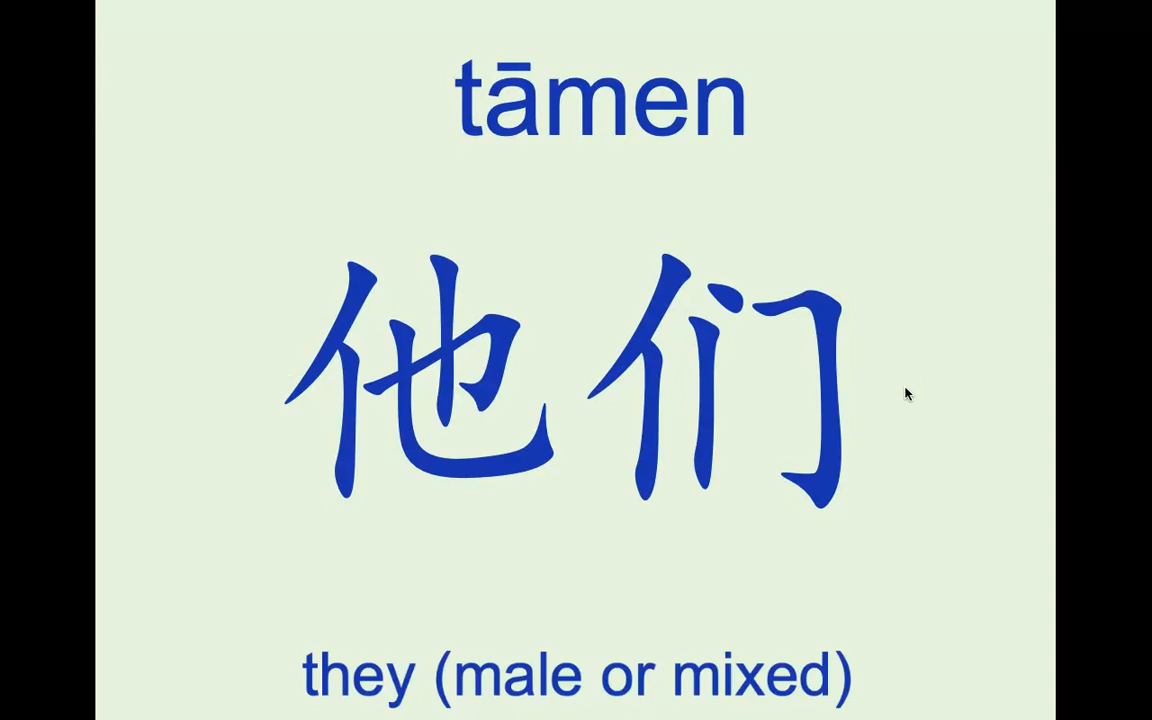 tāmen
他们
they (male or mixed)